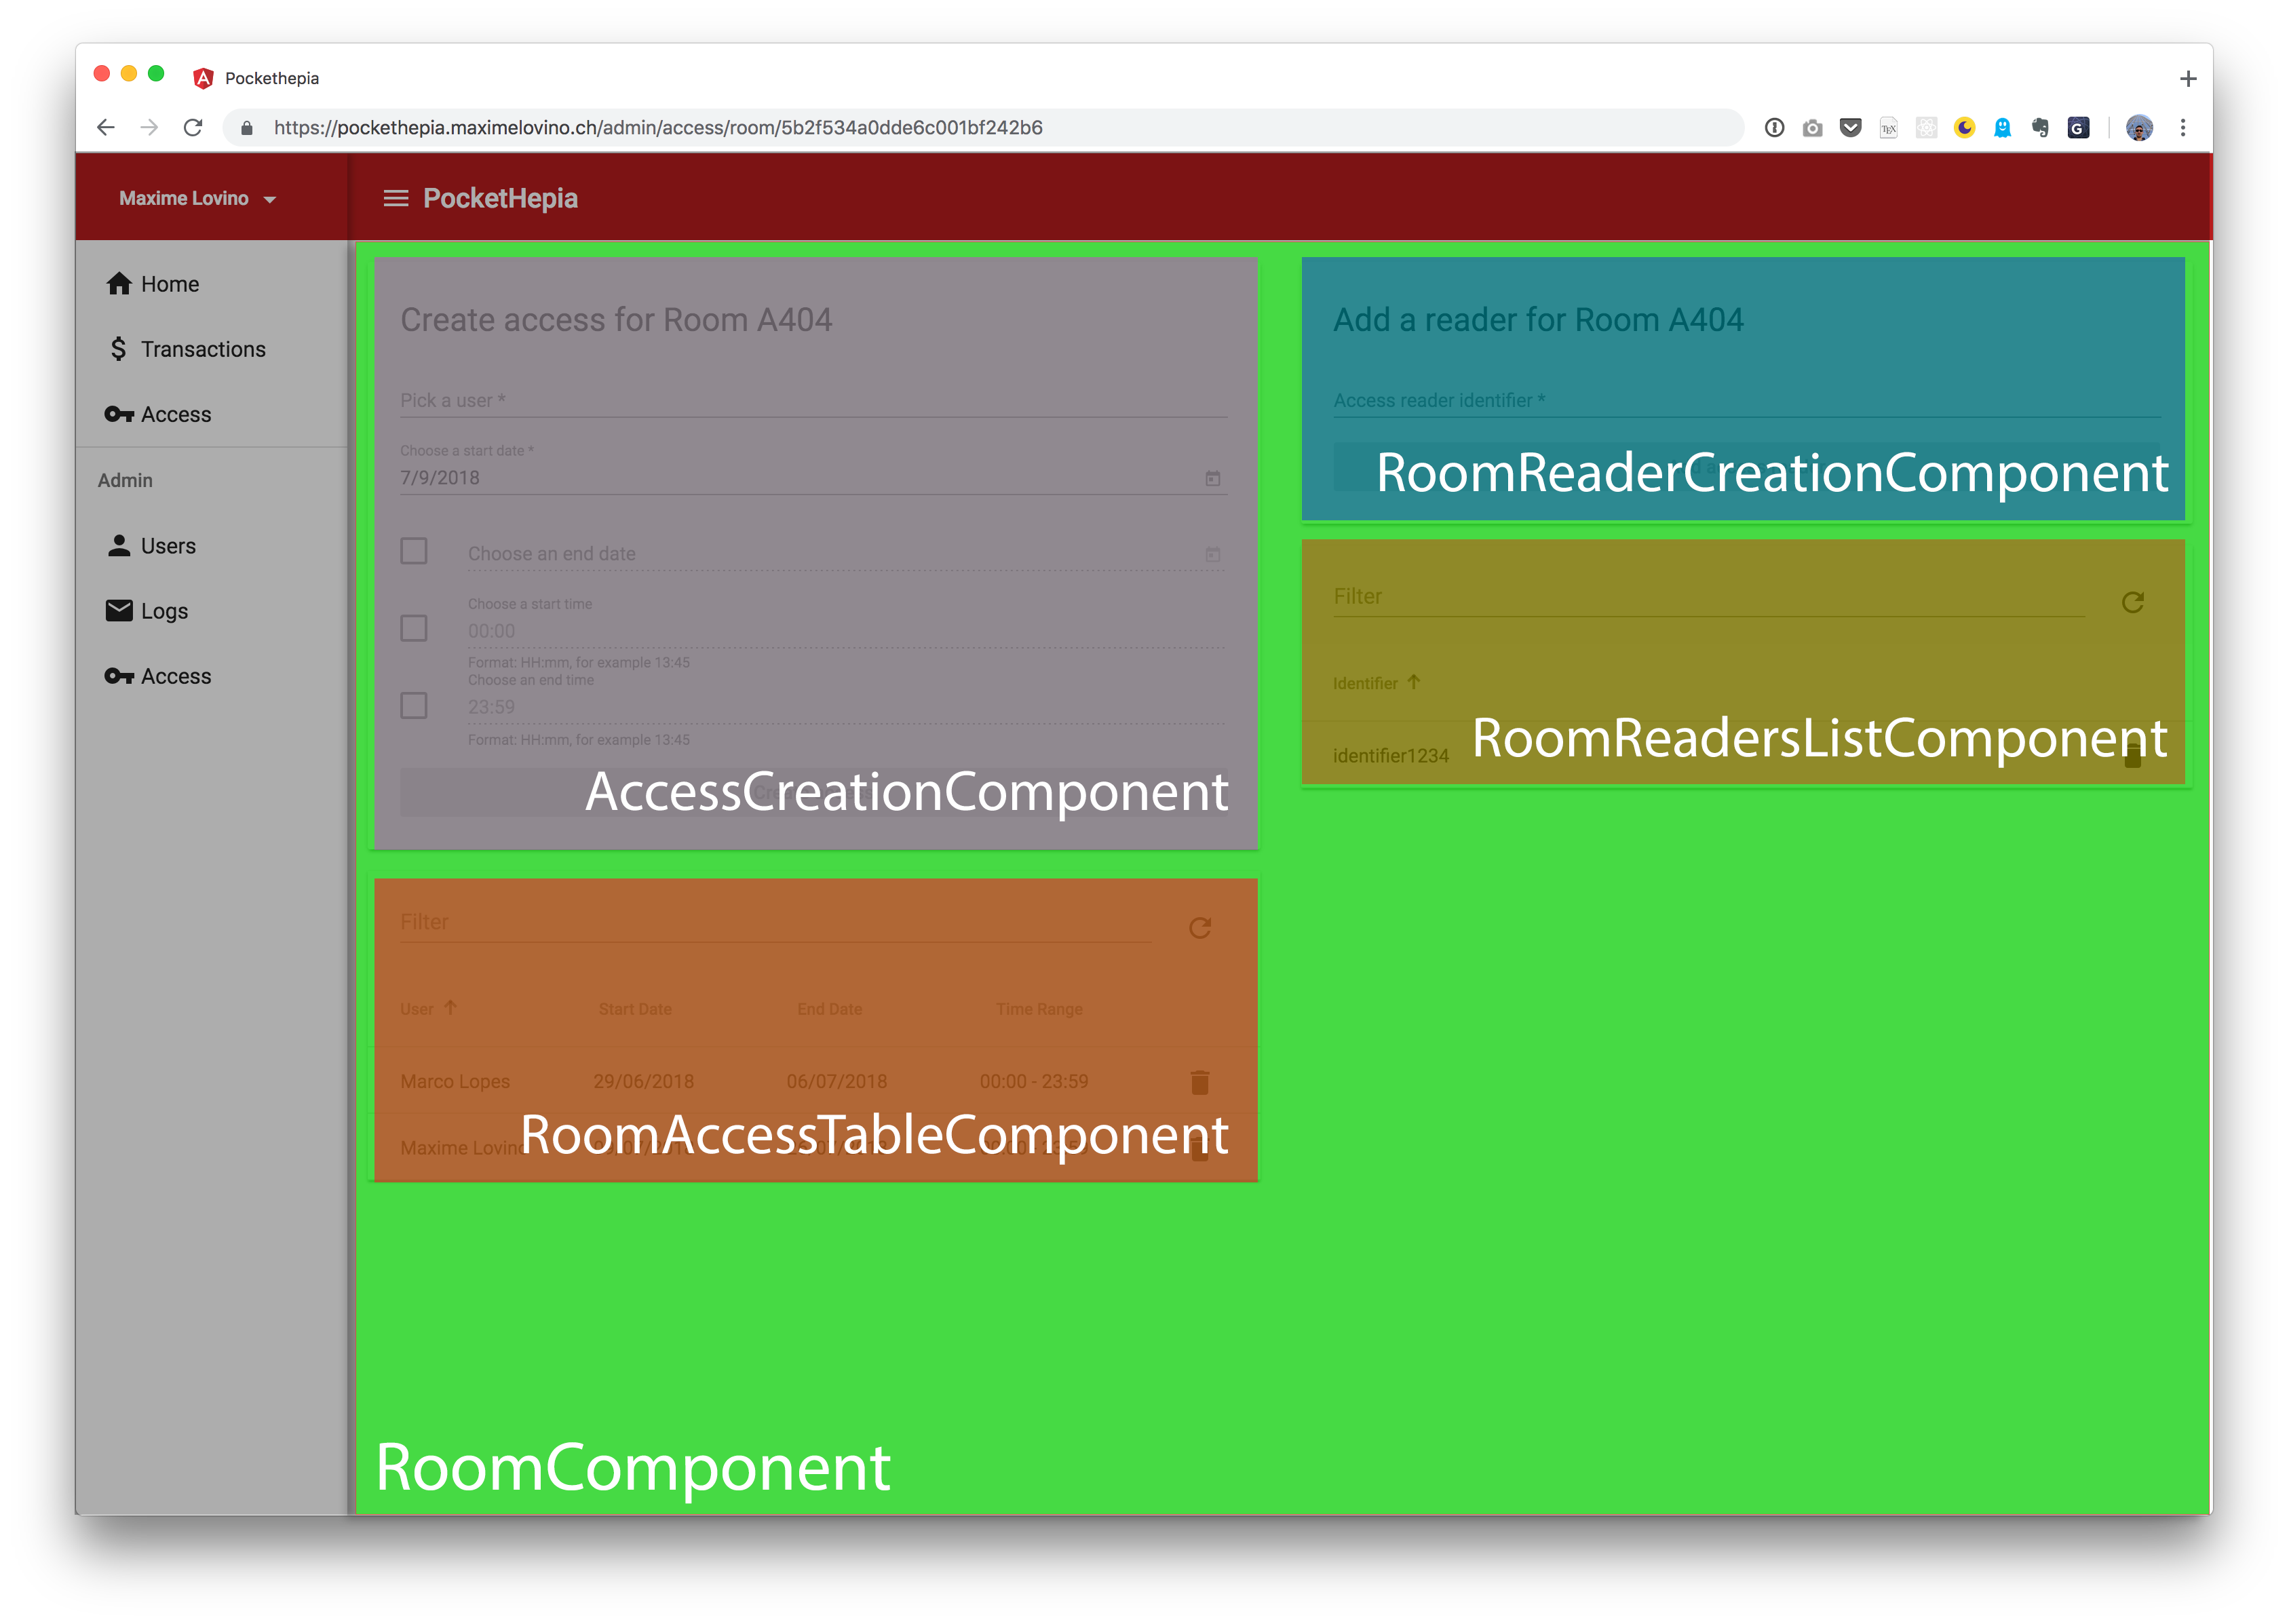 Pockethepia
https://pockethepia.maximelovino.ch/admin/access/room/5b2f534a0dde6c001bf242b6
Maxime Lovino
PocketHepia
Home
Transactions
Access
Admin
Users
Logs
Access
Create access for Room A404
Pick a user *
Choose a start date *
7/9/2018
Choose an end date
Choose a start time
00:00
Format: HH:mm, for example 13:45
Choose an end time
23:59
Format: HH:mm, for example 13:45
AccessCreationComponent
Filter
User Start Date End Date Time Range
Marco Lopes 29/06/2018 06/07/2018 00:00 - 23:59
Maxime Lovino
RoomAccessTableComponent
Add a reader for Room A404
Access reader identifier *
RoomReaderCreationComponent
Filter
Identifier
identifier1234
RoomReadersListComponent
RoomComponent